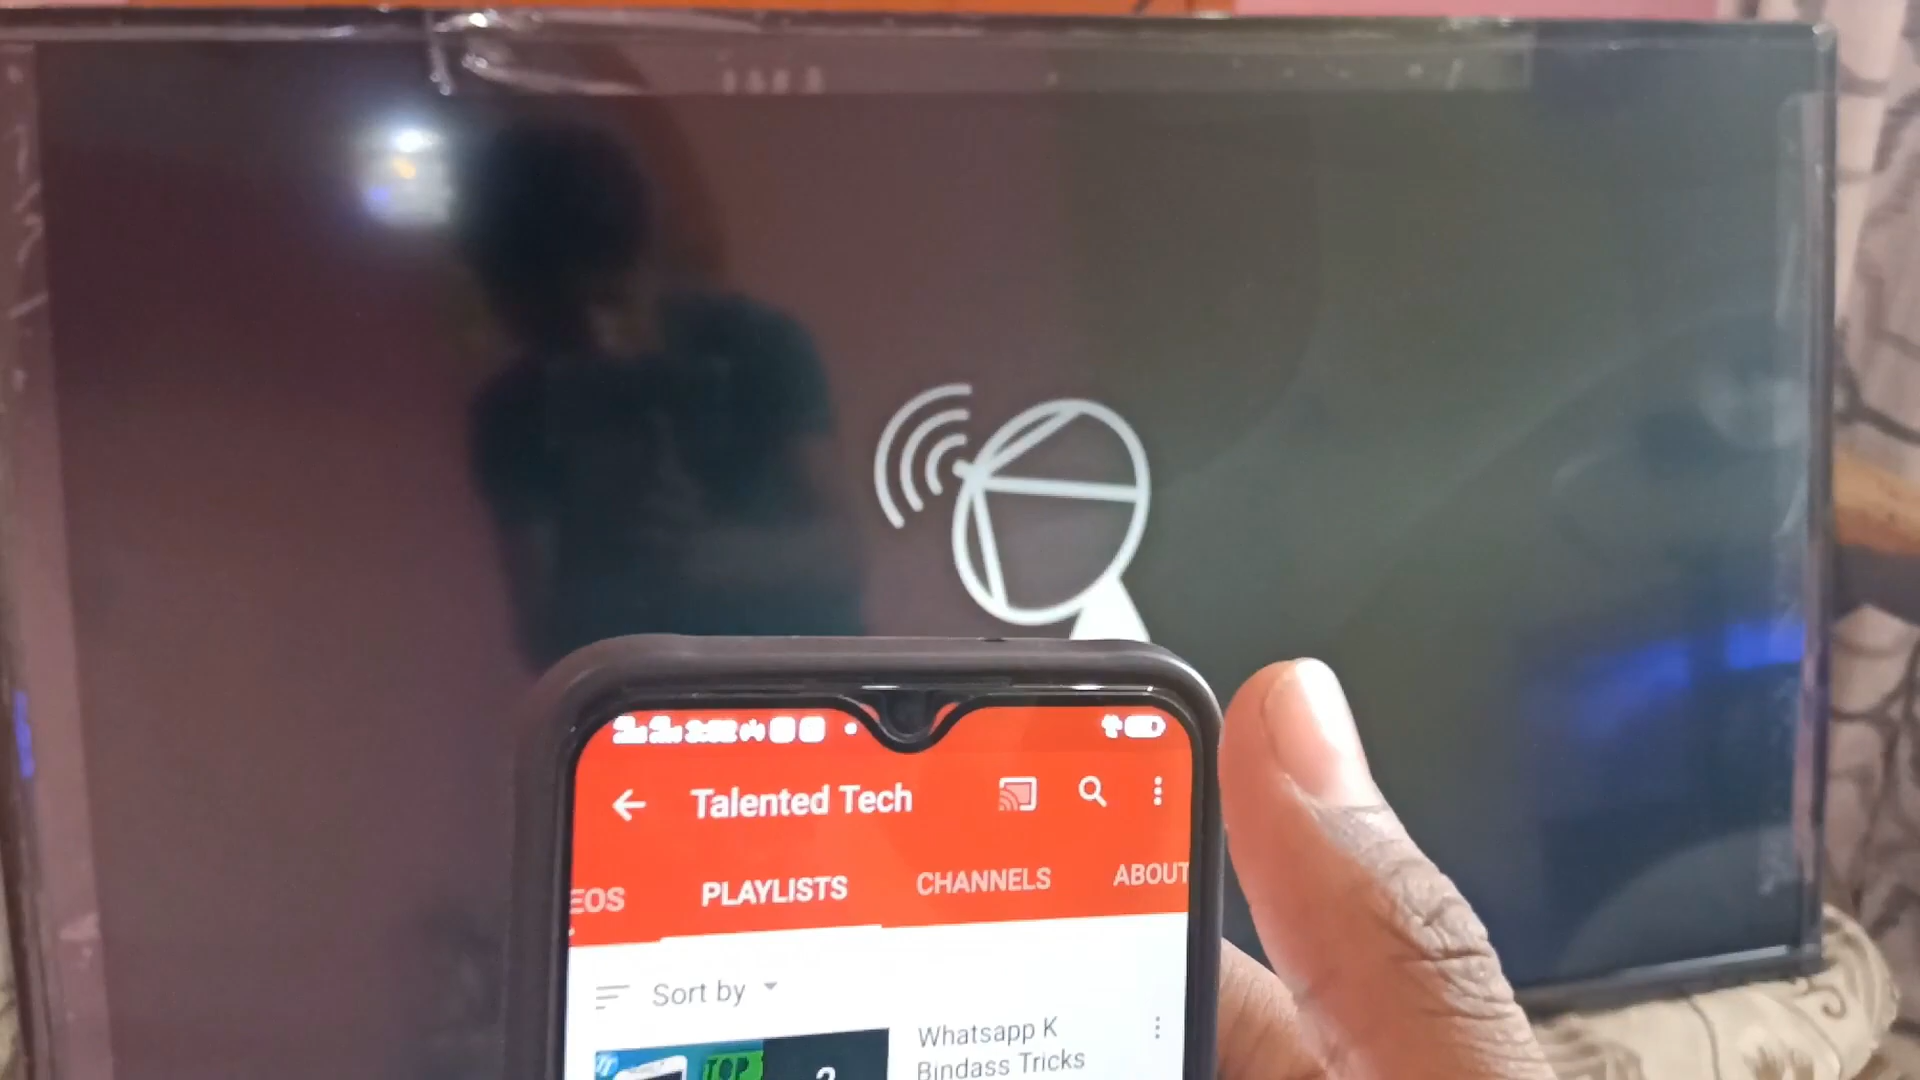 Talented Tech
EOS PLAYLISTS CHANNELS ABOUT
Sort by
Whatsapp K
Bindass Tricks
TOP